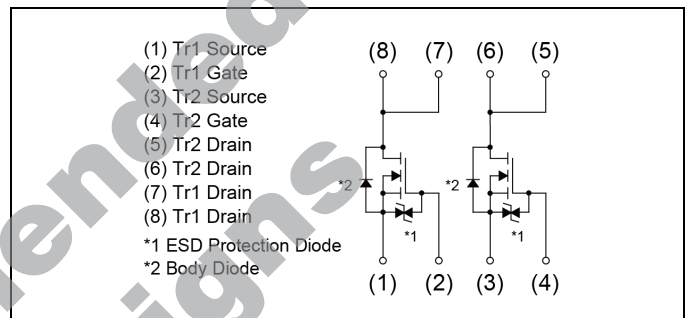 (1) Tr1 Source
(2) Tr1 Gate
(3) Tr2 Source
(4) Tr2 Gate
(5) Tr2 Drain
(6) Tr2 Drain
(7) Tr1 Drain
(8) Tr1 Drain
*1 ESD Protection Diode
*2 Body Diode
(8) (7) (6) (5)
*2 *2
*1 *1
(1) (2) (3) (4)